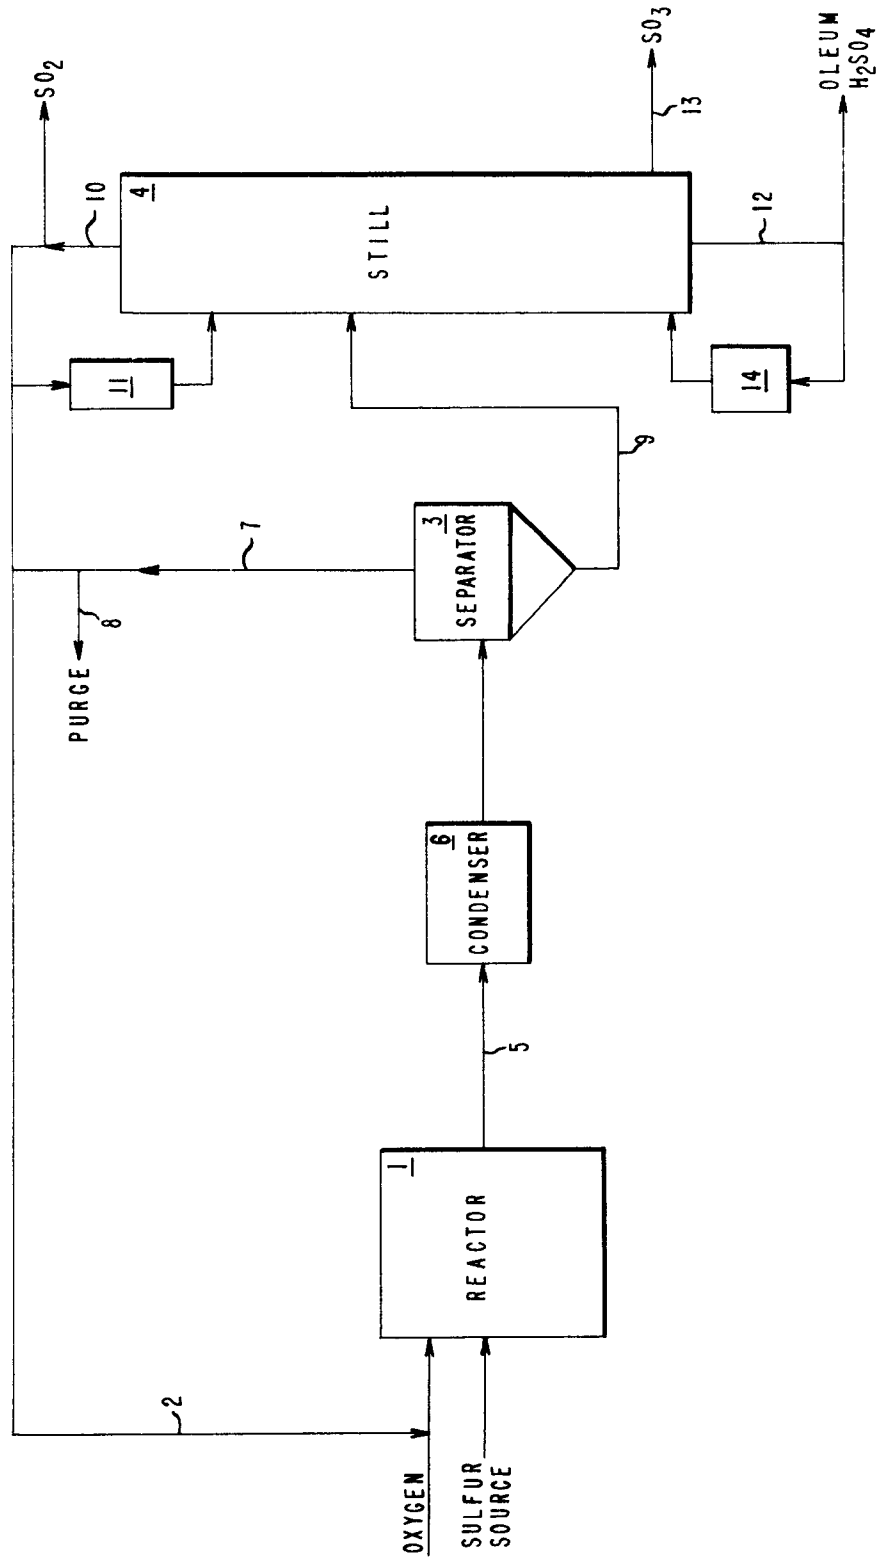 SO2
10
4
STILL
SO3
13
OLEUM
H2SO4
12
11
14
9
7
8
PURGE
3
SEPARATOR
6
CONDENSER
5
1
REACTOR
2
OXYGEN
SULFUR
SOURCE